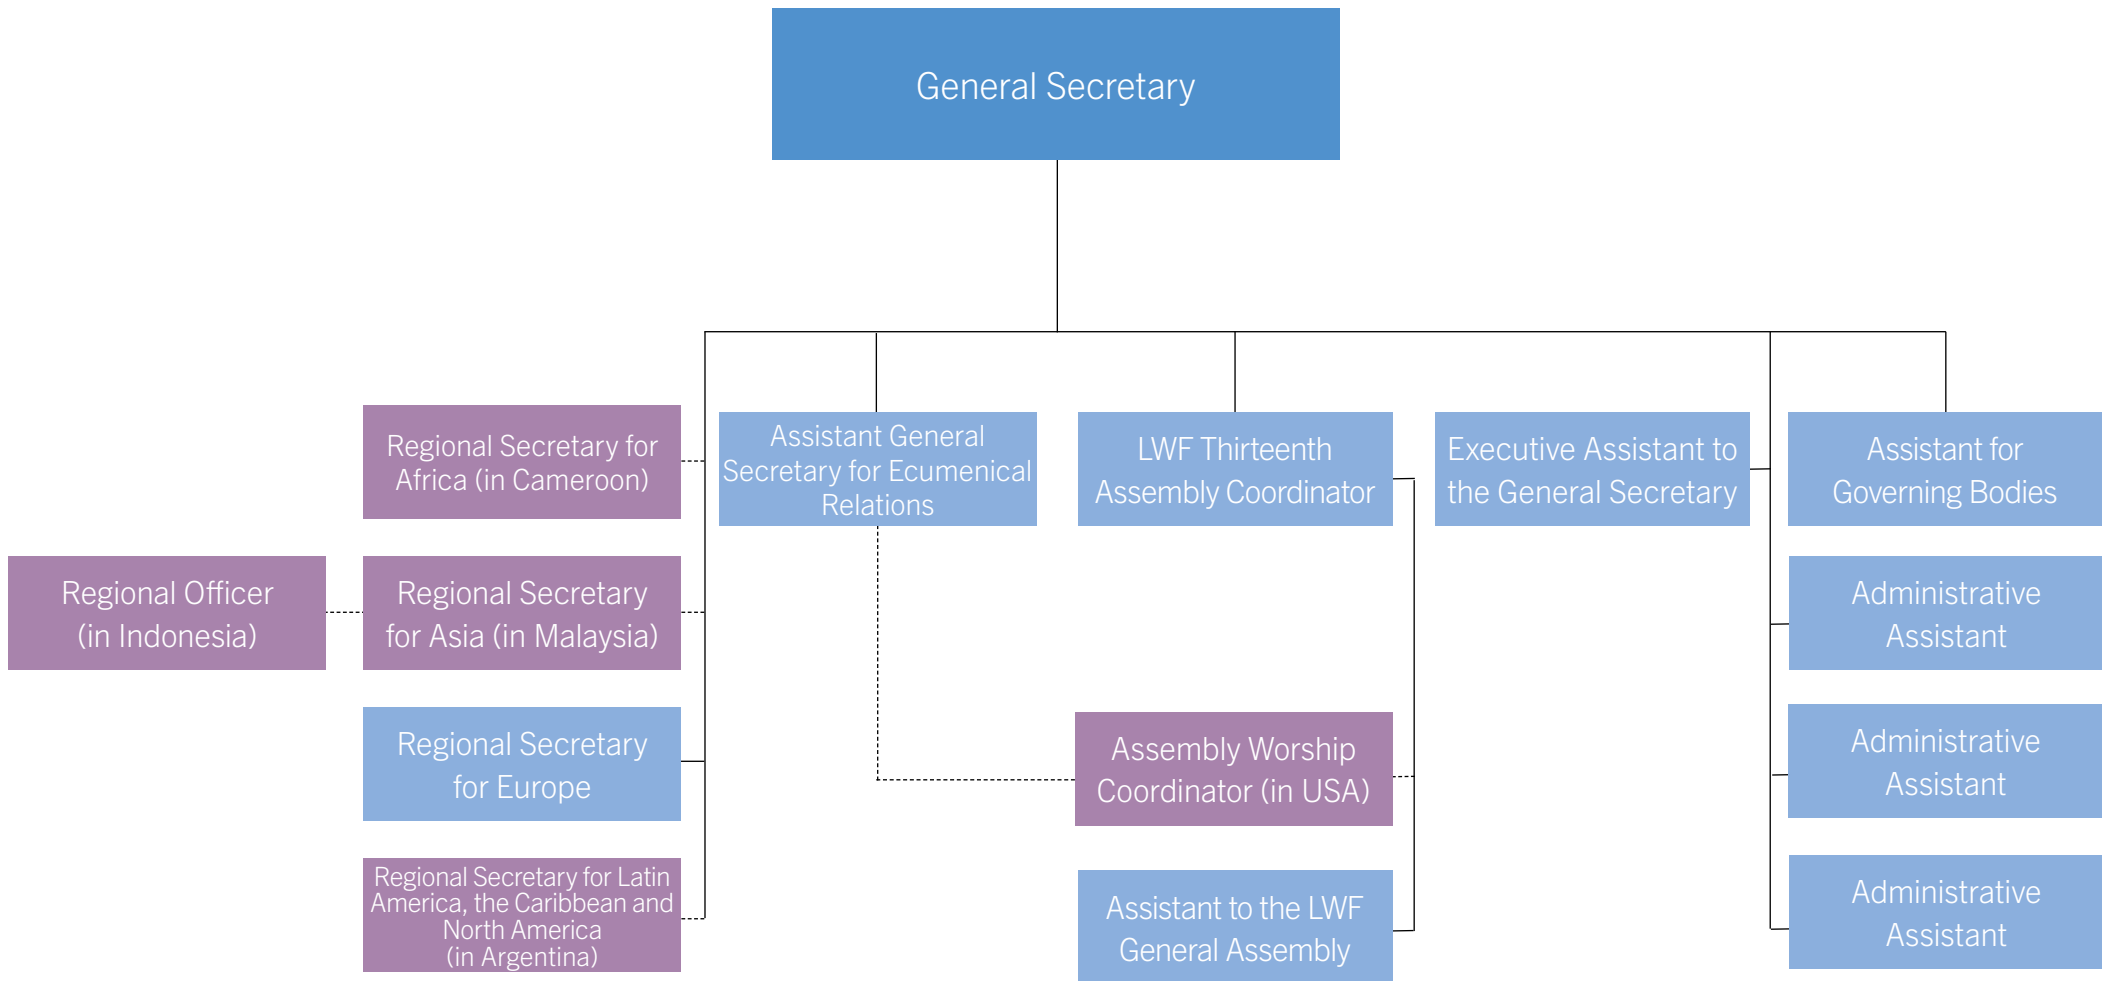 General Secretary
Regional Secretary for
Africa (in Cameroon)
Assistant General
Secretary for Ecumenical
Relations
LWF Thirteenth
Assembly Coordinator
Executive Assistant to
the General Secretary
Assistant for
Governing Bodies
Regional Officer
(in Indonesia)
Regional Secretary
for Asia (in Malaysia)
Administrative
Assistant
Regional Secretary
for Europe
Assembly Worship
Coordinator (in USA)
Administrative
Assistant
Regional Secretary for Latin
America, the Caribbean and
North America
(in Argentina)
Assistant to the LWF
General Assembly
Administrative
Assistant